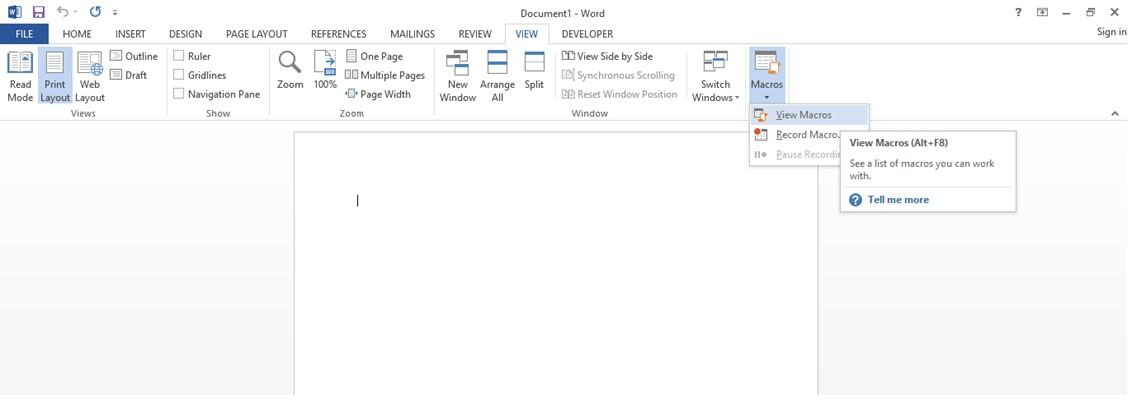 Document1 - Word
?
Sign in
FILE HOME INSERT DESIGN PAGE LAYOUT REFERENCES MAILINGS REVIEW VIEW DEVELOPER
Read
Mode
Print
Layout
Web
Layout
Outline
Draft
Views
Ruler
Gridlines
Navigation Pane
Show
Zoom
100%
One Page
Multiple Pages
Page Width
Zoom
New
Window
Arrange
All
Split
View Side by Side
Synchronous Scrolling
Reset Window Position
Switch
Windows
Window
Macros
View Macros
Record Macro..
Pause Recordin
View Macros (Alt+F8)
See a list of macros you can work
with.
? Tell me more